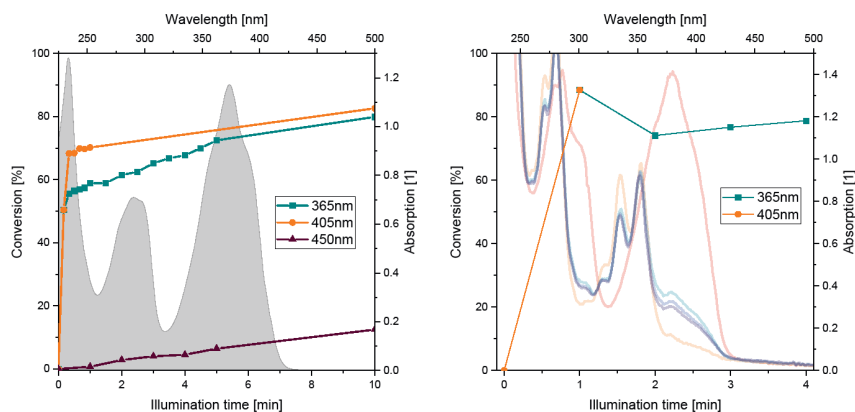 Wavelength [nm]
250 300 350 400 450 500
100
80
60
40
20
0
Conversion [%]
1.2
1.0
0.8
0.6
0.4
0.2
0.0
Absorption [1]
365nm
405nm
450nm
0 2 4 6 8 10
Illumination time [min]
Wavelength [nm]
200 250 300 350 400 450 500
100
80
60
40
20
0
Conversion [%]
1.4
1.2
1.0
0.8
0.6
0.4
0.2
0.0
Absorption [1]
365nm
405nm
0 1 2 3 4
Illumination time [min]